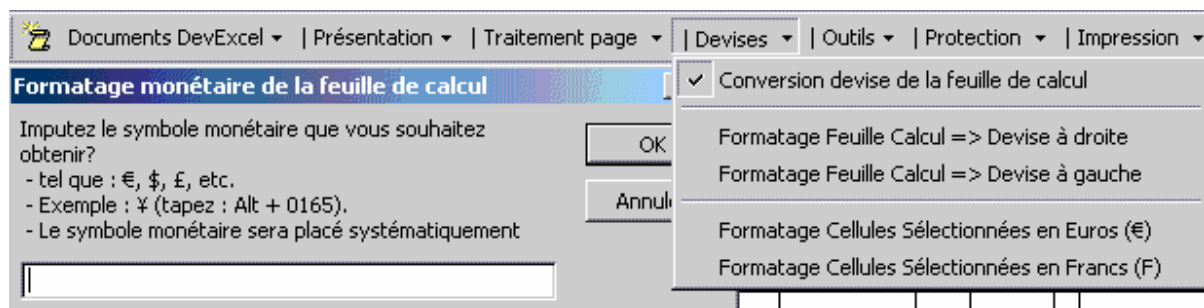 Documents DevExcel | Présentation | Traitement page | Devises | Outils | Protection | Impression
Formatage monétaire de la feuille de calcul
Imputez le symbole monétaire que vous souhaitez
obtenir?
- tel que : €, $, £, etc.
- Exemple : ¥ (tapez : Alt + 0165).
- Le symbole monétaire sera placé systématiquement
OK
Conversion devise de la feuille de calcul
Formatage Feuille Calcul => Devise à droite
Formatage Feuille Calcul => Devise à gauche
Formatage Cellules Sélectionnées en Euros (€)
Formatage Cellules Sélectionnées en Francs (F)